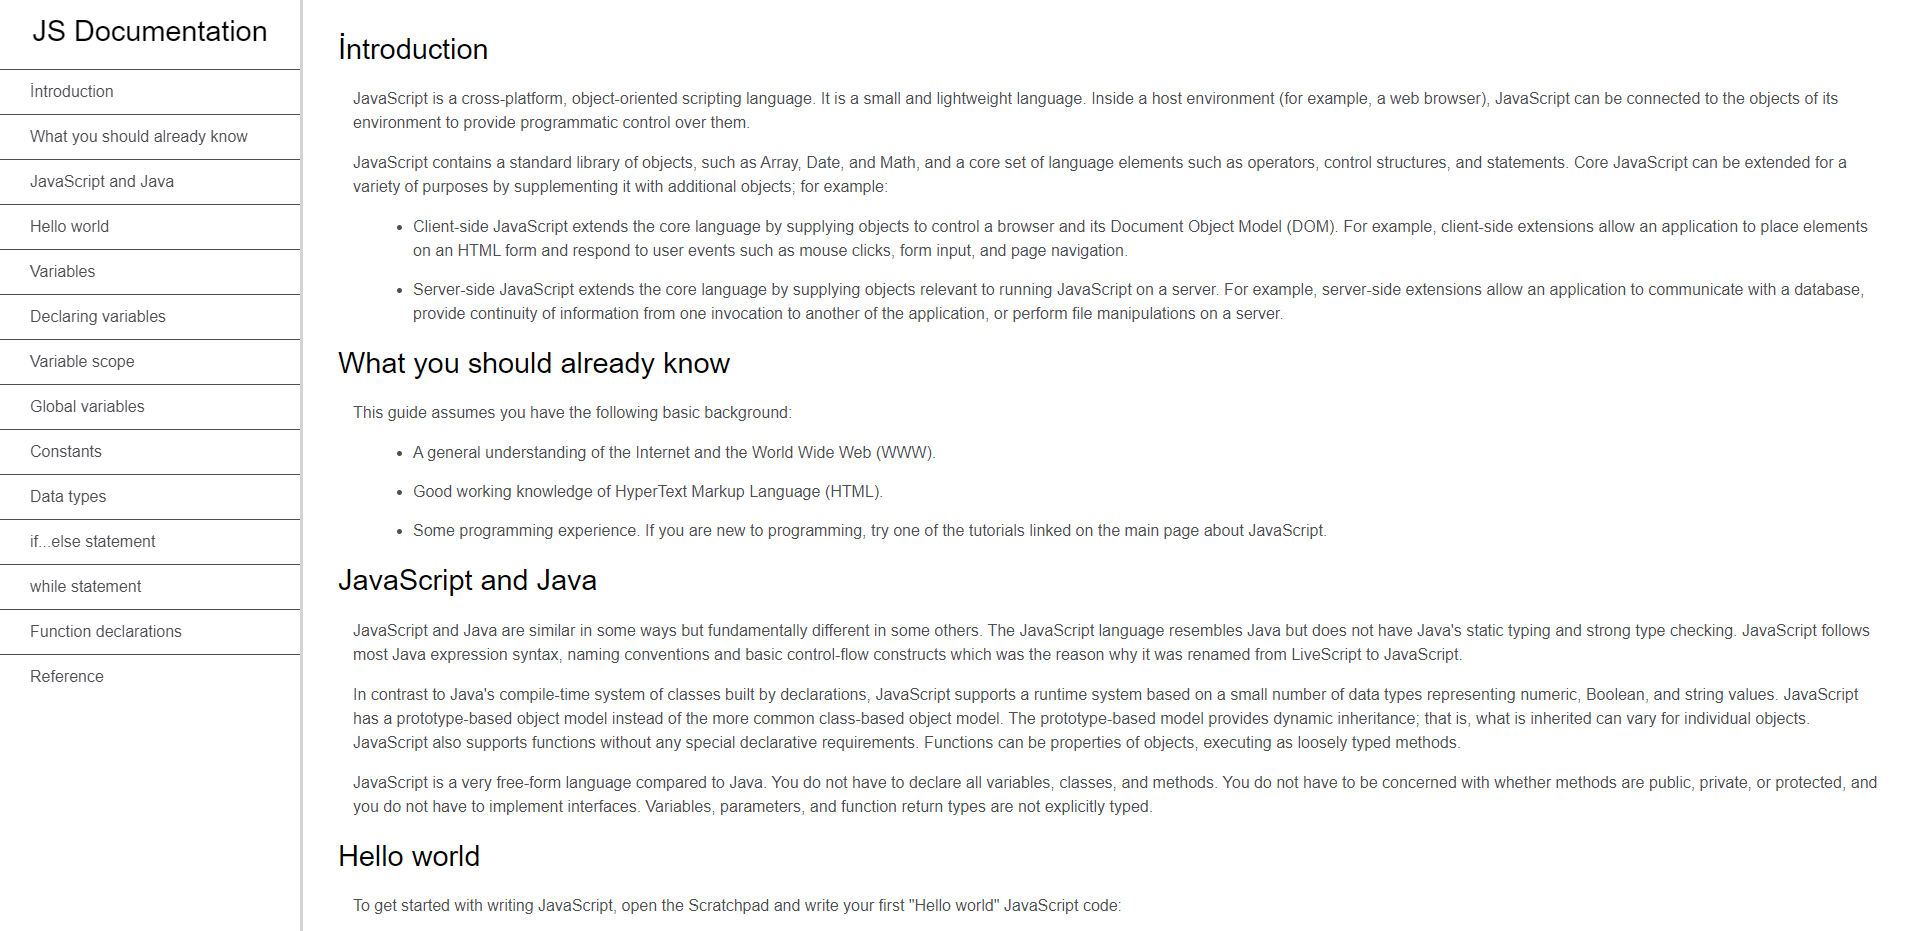 JS Documentation
İntroduction
What you should already know
JavaScript and Java
Hello world
Variables
Declaring variables
Variable scope
Global variables
Constants
Data types
if...else statement
while statement
Function declarations
Reference
İntroduction
JavaScript is a cross-platform, object-oriented scripting language. It is a small and lightweight language. Inside a host environment (for example, a web browser), JavaScript can be connected to the objects of its
environment to provide programmatic control over them.
JavaScript contains a standard library of objects, such as Array, Date, and Math, and a core set of language elements such as operators, control structures, and statements. Core JavaScript can be extended for a
variety of purposes by supplementing it with additional objects; for example:
• Client-side JavaScript extends the core language by supplying objects to control a browser and its Document Object Model (DOM). For example, client-side extensions allow an application to place elements
on an HTML form and respond to user events such as mouse clicks, form input, and page navigation.
• Server-side JavaScript extends the core language by supplying objects relevant to running JavaScript on a server. For example, server-side extensions allow an application to communicate with a database,
provide continuity of information from one invocation to another of the application, or perform file manipulations on a server.
What you should already know
This guide assumes you have the following basic background:
• A general understanding of the Internet and the World Wide Web (WWW).
• Good working knowledge of HyperText Markup Language (HTML).
• Some programming experience. If you are new to programming, try one of the tutorials linked on the main page about JavaScript.
JavaScript and Java
JavaScript and Java are similar in some ways but fundamentally different in some others. The JavaScript language resembles Java but does not have Java's static typing and strong type checking. JavaScript follows
most Java expression syntax, naming conventions and basic control-flow constructs which was the reason why it was renamed from LiveScript to JavaScript.
In contrast to Java's compile-time system of classes built by declarations, JavaScript supports a runtime system based on a small number of data types representing numeric, Boolean, and string values. JavaScript
has a prototype-based object model instead of the more common class-based object model. The prototype-based model provides dynamic inheritance; that is, what is inherited can vary for individual objects.
JavaScript also supports functions without any special declarative requirements. Functions can be properties of objects, executing as loosely typed methods.
JavaScript is a very free-form language compared to Java. You do not have to declare all variables, classes, and methods. You do not have to be concerned with whether methods are public, private, or protected, and
you do not have to implement interfaces. Variables, parameters, and function return types are not explicitly typed.
Hello world
To get started with writing JavaScript, open the Scratchpad and write your first "Hello world" JavaScript code: